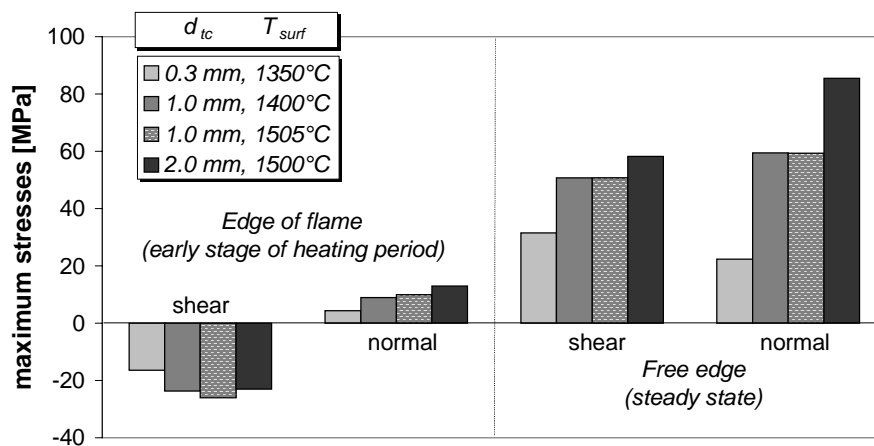 d tc T surf
0.3 mm, 1350°C
1.0 mm, 1400°C
1.0 mm, 1505°C
2.0 mm, 1500°C
maximum stresses [MPa]
100
80
60
40
20
0
-20
-40
Edge of flame
(early stage of heating period)
shear
normal
shear
normal
Free edge
(steady state)